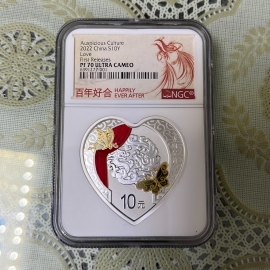 Auspicious Culture
2022 China S10Y
Love
First Releases
PF 70 ULTRA CAMEO
百年好合
HAPPILY
EVER AFTER
NGC
10元